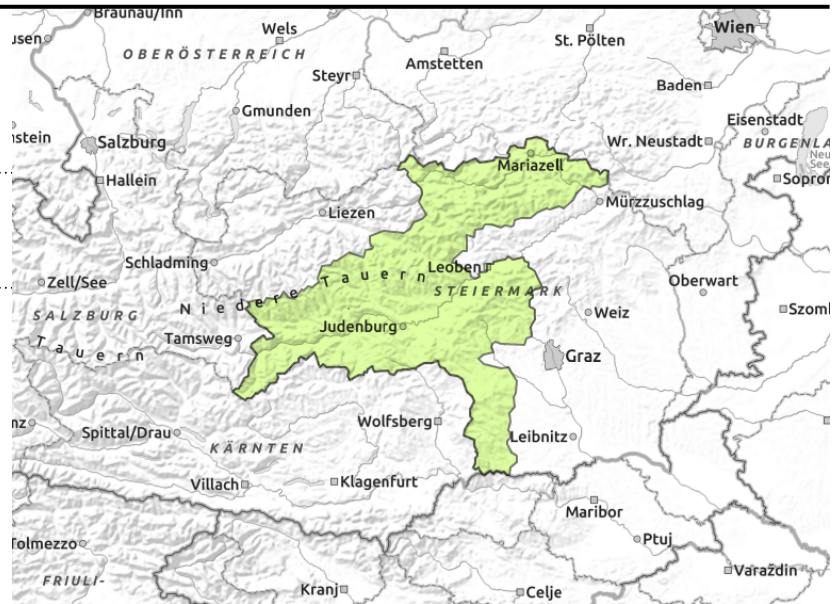 Braunau/Inn
Wels
Wien
St. Pölten
OBERÖSTERREICH
Amstetten
Steyr
Baden
Gmunden
Eisenstadt
Salzburg
Wr. Neustadt
BURGENLA
Mariazell
Neu
See
Hallein
Sopron
Mürzzuschlag
Liezen
Schladming
Leoben
Zell/See
Niedere Tauern
STEIERMARK
Oberwart
SALZBURG
Weiz
Szomb
Judenburg
Tamsweg
Tauern
Graz
Wolfsberg
Leibnitz
Spittal/Drau
KÄRNTEN
Villach
Klagenfurt
Maribor
Tolmezzo
Ptuj
Varaždin
FRIULI-
Kranj
Celje